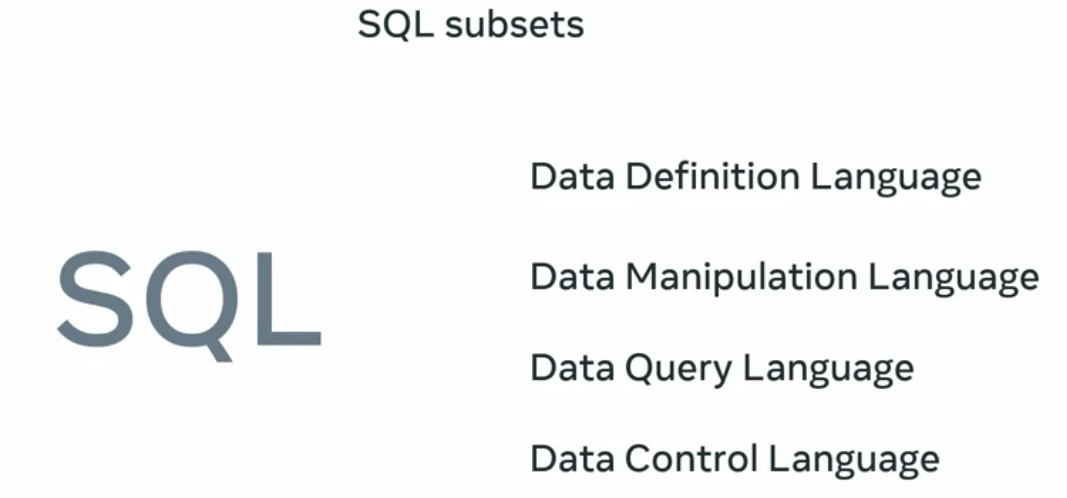 SQL subsets
SQL
Data Definition Language
Data Manipulation Language
Data Query Language
Data Control Language